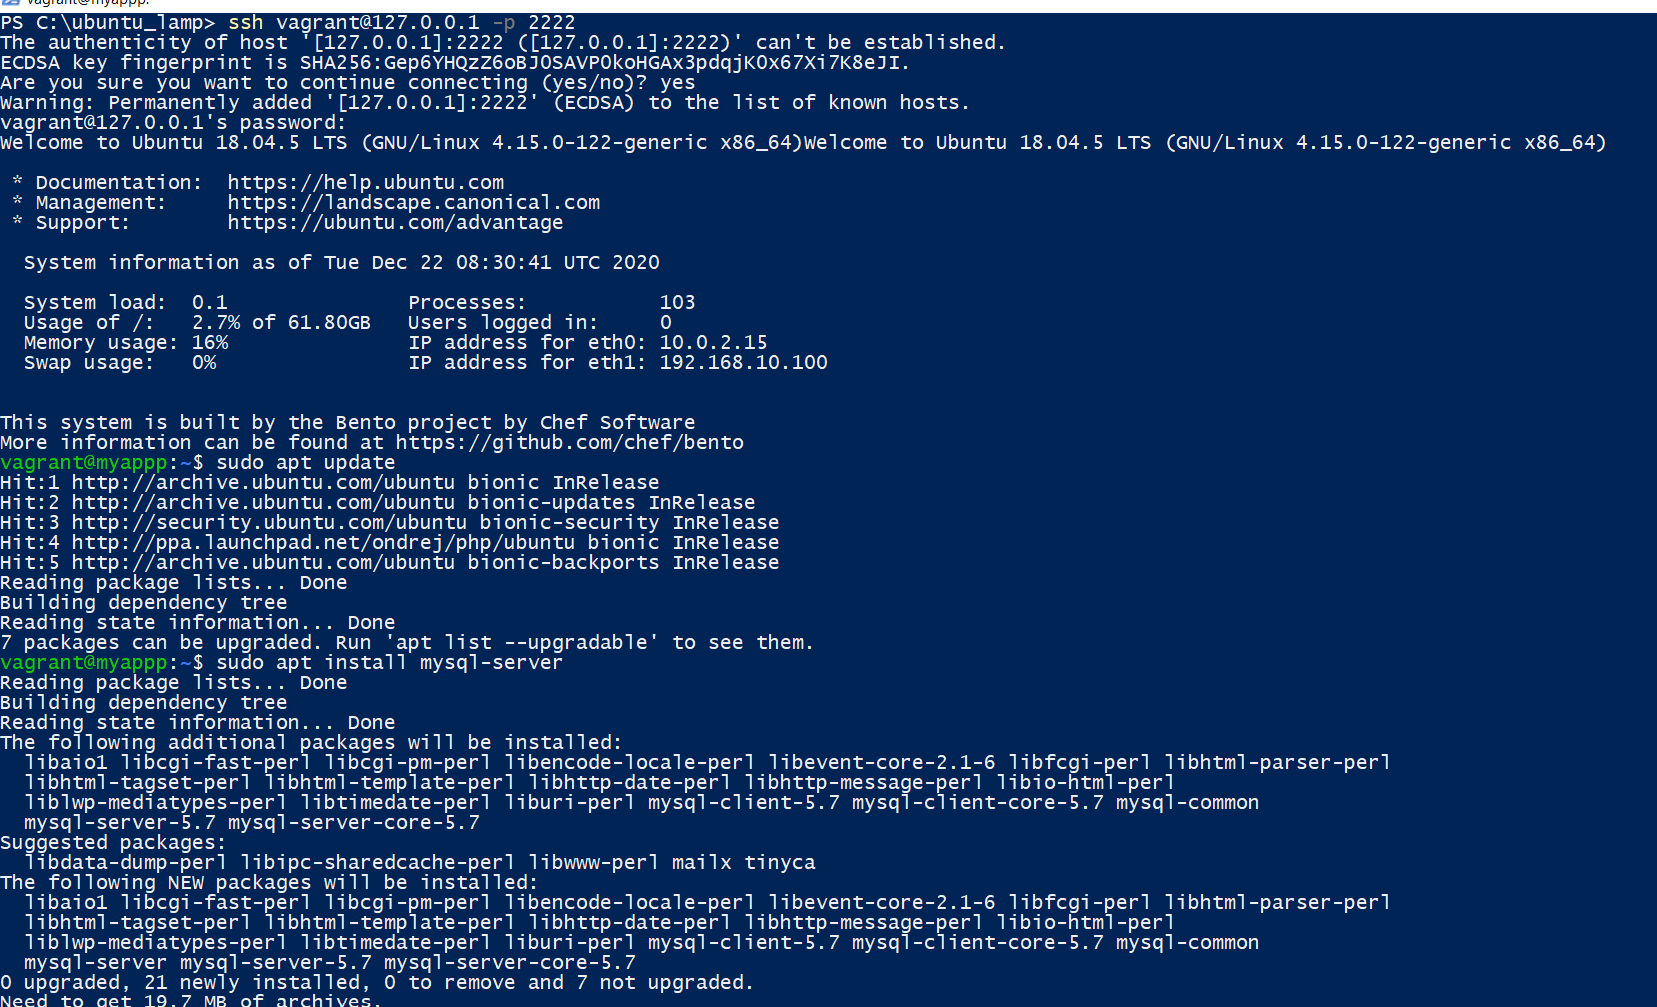 vagrant@myappp:
PS C:\ubuntu_lamp> ssh vagrant@127.0.0.1 -p 2222
The authenticity of host '[127.0.0.1]:2222 ([127.0.0.1]:2222)' can't be established.
ECDSA key fingerprint is SHA256:Gep6YHQzZ6oBJ0SAVP0koHGAx3pdqjK0x67Xi7K8eJI.
Are you sure you want to continue connecting (yes/no)? yes
Warning: Permanently added '[127.0.0.1]:2222' (ECDSA) to the list of known hosts.
vagrant@127.0.0.1's password:
Welcome to Ubuntu 18.04.5 LTS (GNU/Linux 4.15.0-122-generic x86_64)Welcome to Ubuntu 18.04.5 LTS (GNU/Linux 4.15.0-122-generic x86_64)
* Documentation:  https://help.ubuntu.com
* Management:     https://landscape.canonical.com
* Support:        https://ubuntu.com/advantage
System information as of Tue Dec 22 08:30:41 UTC 2020
System load:  0.1               Processes:           103
Usage of /:   2.7% of 61.80GB   Users logged in:     0
Memory usage: 16%               IP address for eth0: 10.0.2.15
Swap usage:   0%                IP address for eth1: 192.168.10.100
This system is built by the Bento project by Chef Software
More information can be found at https://github.com/chef/bento
vagrant@myappp:~$ sudo apt update
Hit:1 http://archive.ubuntu.com/ubuntu bionic InRelease
Hit:2 http://archive.ubuntu.com/ubuntu bionic-updates InRelease
Hit:3 http://security.ubuntu.com/ubuntu bionic-security InRelease
Hit:4 http://ppa.launchpad.net/ondrej/php/ubuntu bionic InRelease
Hit:5 http://archive.ubuntu.com/ubuntu bionic-backports InRelease
Reading package lists... Done
Building dependency tree
Reading state information... Done
7 packages can be upgraded. Run 'apt list --upgradable' to see them.
vagrant@myappp:~$ sudo apt install mysql-server
Reading package lists... Done
Building dependency tree
Reading state information... Done
The following additional packages will be installed:
libaio1 libcgi-fast-perl libcgi-pm-perl libencode-locale-perl libevent-core-2.1-6 libfcgi-perl libhtml-parser-perl
libhtml-tagset-perl libhtml-template-perl libhttp-date-perl libhttp-message-perl libio-html-perl
liblwp-mediatypes-perl libtimedate-perl liburi-perl mysql-client-5.7 mysql-client-core-5.7 mysql-common
mysql-server-5.7 mysql-server-core-5.7
Suggested packages:
libdata-dump-perl libipc-sharedcache-perl libwww-perl mailx tinyca
The following NEW packages will be installed:
libaio1 libcgi-fast-perl libcgi-pm-perl libencode-locale-perl libevent-core-2.1-6 libfcgi-perl libhtml-parser-perl
libhtml-tagset-perl libhtml-template-perl libhttp-date-perl libhttp-message-perl libio-html-perl
liblwp-mediatypes-perl libtimedate-perl liburi-perl mysql-client-5.7 mysql-client-core-5.7 mysql-common
mysql-server mysql-server-5.7 mysql-server-core-5.7
0 upgraded, 21 newly installed, 0 to remove and 7 not upgraded.
Need to get 19.7 MB of archives.